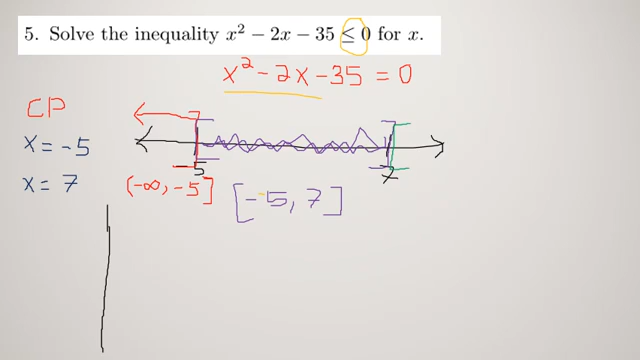 5. Solve the inequality x² − 2x − 35 ≤ 0 for x.
x² - 2x - 35 = 0
CP
x = -5
x = 7
-5
7
(-∞, -5]
[-5, 7]